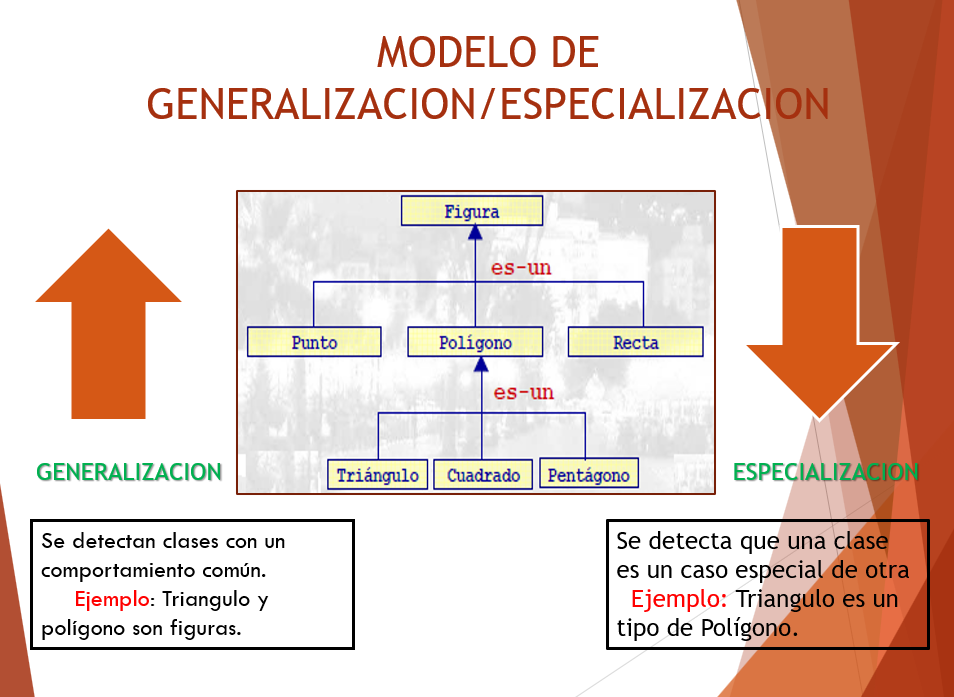 MODELO DE
GENERALIZACION/ESPECIALIZACION
Figura
es-un
Punto
Polígono
Recta
es-un
Triángulo
Cuadrado
Pentágono
GENERALIZACION
ESPECIALIZACION
Se detectan clases con un
comportamiento común.
Ejemplo: Triangulo y
polígono son figuras.
Se detecta que una clase
es un caso especial de otra
Ejemplo: Triangulo es un
tipo de Polígono.